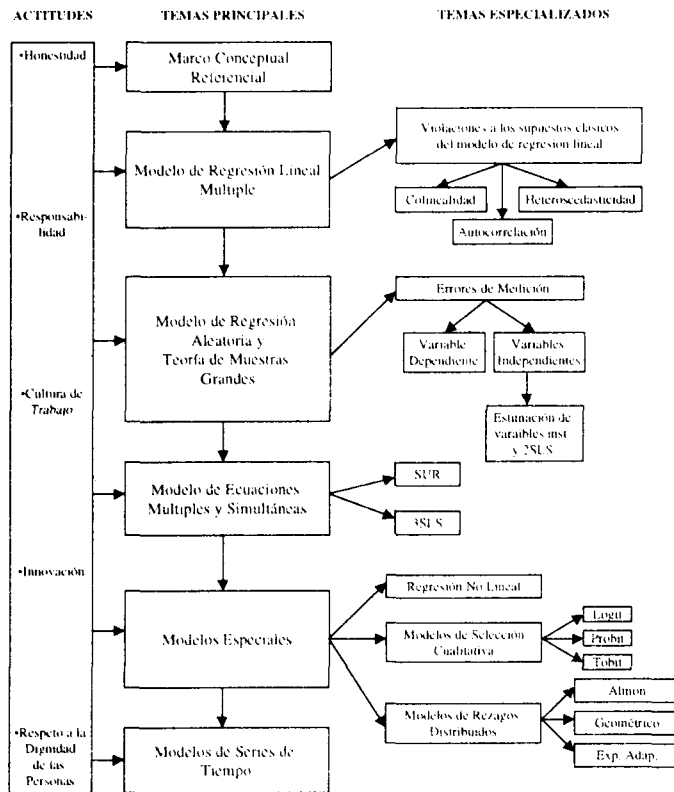 ACTITUDES
TEMAS PRINCIPALES
TEMAS ESPECIALIZADOS
•Honestidad
•Responsabi-
lidad
•Cultura de
Trabajo
•Innovación
•Respeto a la
Dignidad
de las
Personas
Marco Conceptual
Referencial
Modelo de Regresión Lineal
Multiple
Violaciones a los supuestos clásicos
del modelo de regresion lineal
Colinealidad
Heteroscedasticidad
Autocorrelación
Modelo de Regresión
Aleatoria y
Teoría de Muestras
Grandes
Errores de Medición
Variable
Dependiente
Variables
Independientes
Estimación de
varaibles inst
y 2SLS
Modelo de Ecuaciones
Multiples y Simultáneas
SUR
3SLS
Modelos Especiales
Regresión No Lineal
Modelos de Selección
Cualitativa
Logit
Probit
Tobit
Modelos de Rezagos
Distribuidos
Almon
Geométrico
Exp. Adap.
Modelos de Series de
Tiempo